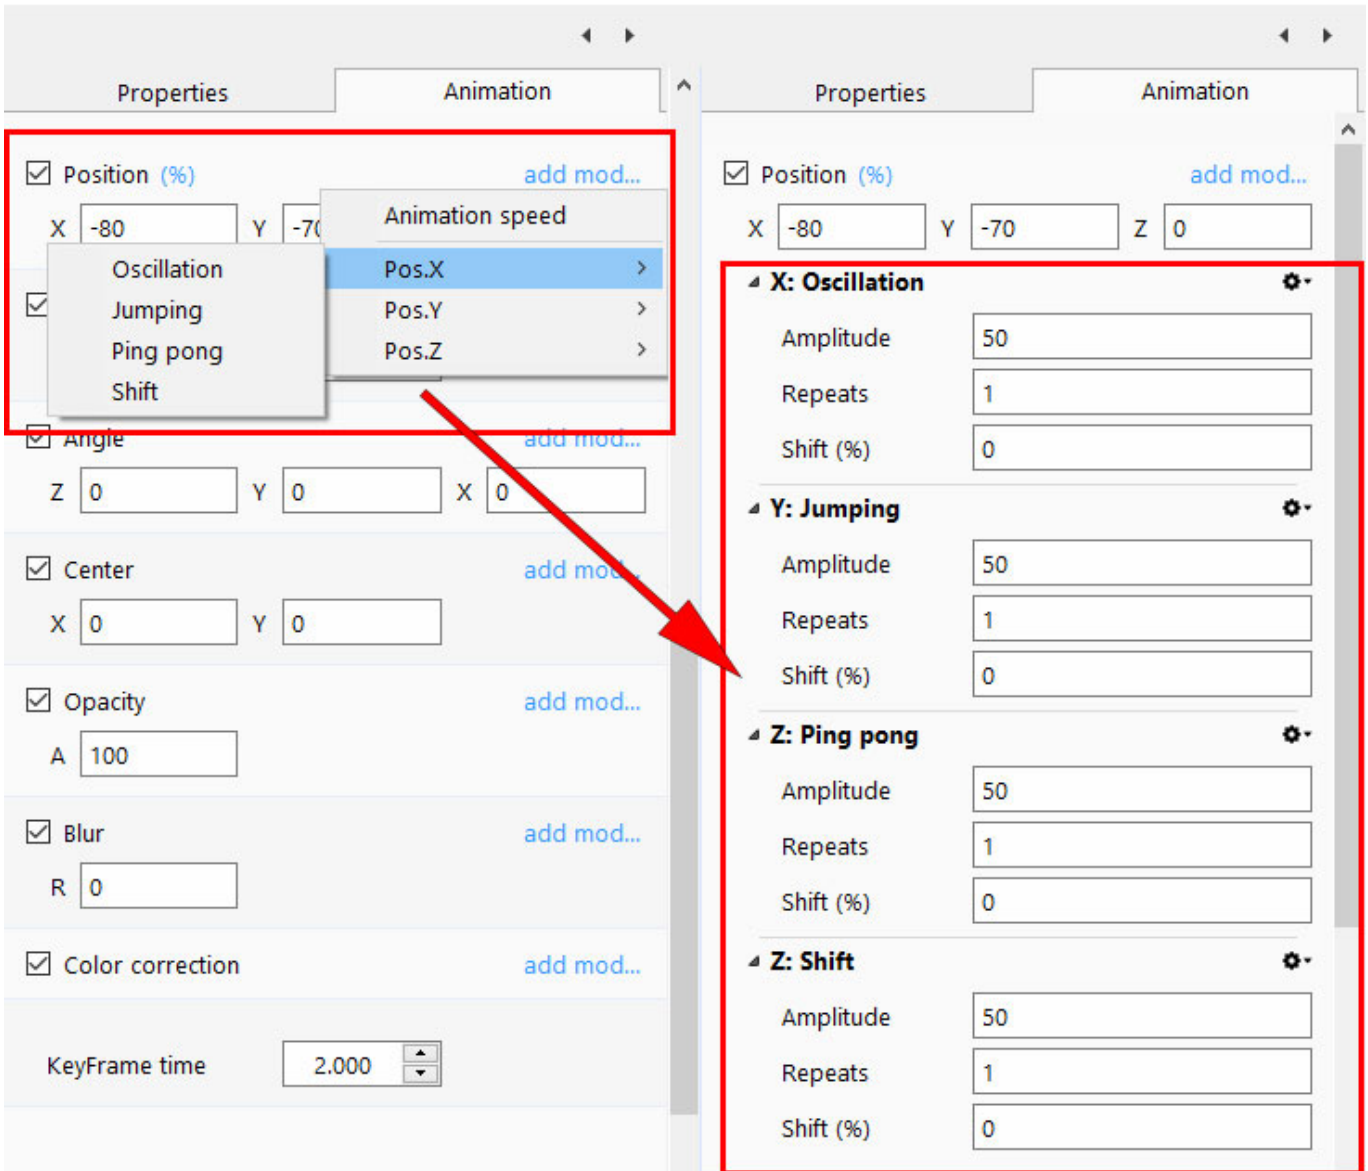 Properties Animation
Position (%) add mod...
X -80 Y -70
Animation speed
Pos.X
Pos.Y
Pos.Z
Oscillation
Jumping
Ping pong
Shift
Angle add mod...
Z 0 Y 0 X 0
Center add mod...
X 0 Y 0
Opacity add mod...
A 100
Blur add mod...
R 0
Color correction add mod...
KeyFrame time 2.000
Properties Animation
Position (%) add mod...
X -80 Y -70 Z 0
X: Oscillation
Amplitude 50
Repeats 1
Shift (%) 0
Y: Jumping
Amplitude 50
Repeats 1
Shift (%) 0
Z: Ping pong
Amplitude 50
Repeats 1
Shift (%) 0
Z: Shift
Amplitude 50
Repeats 1
Shift (%) 0